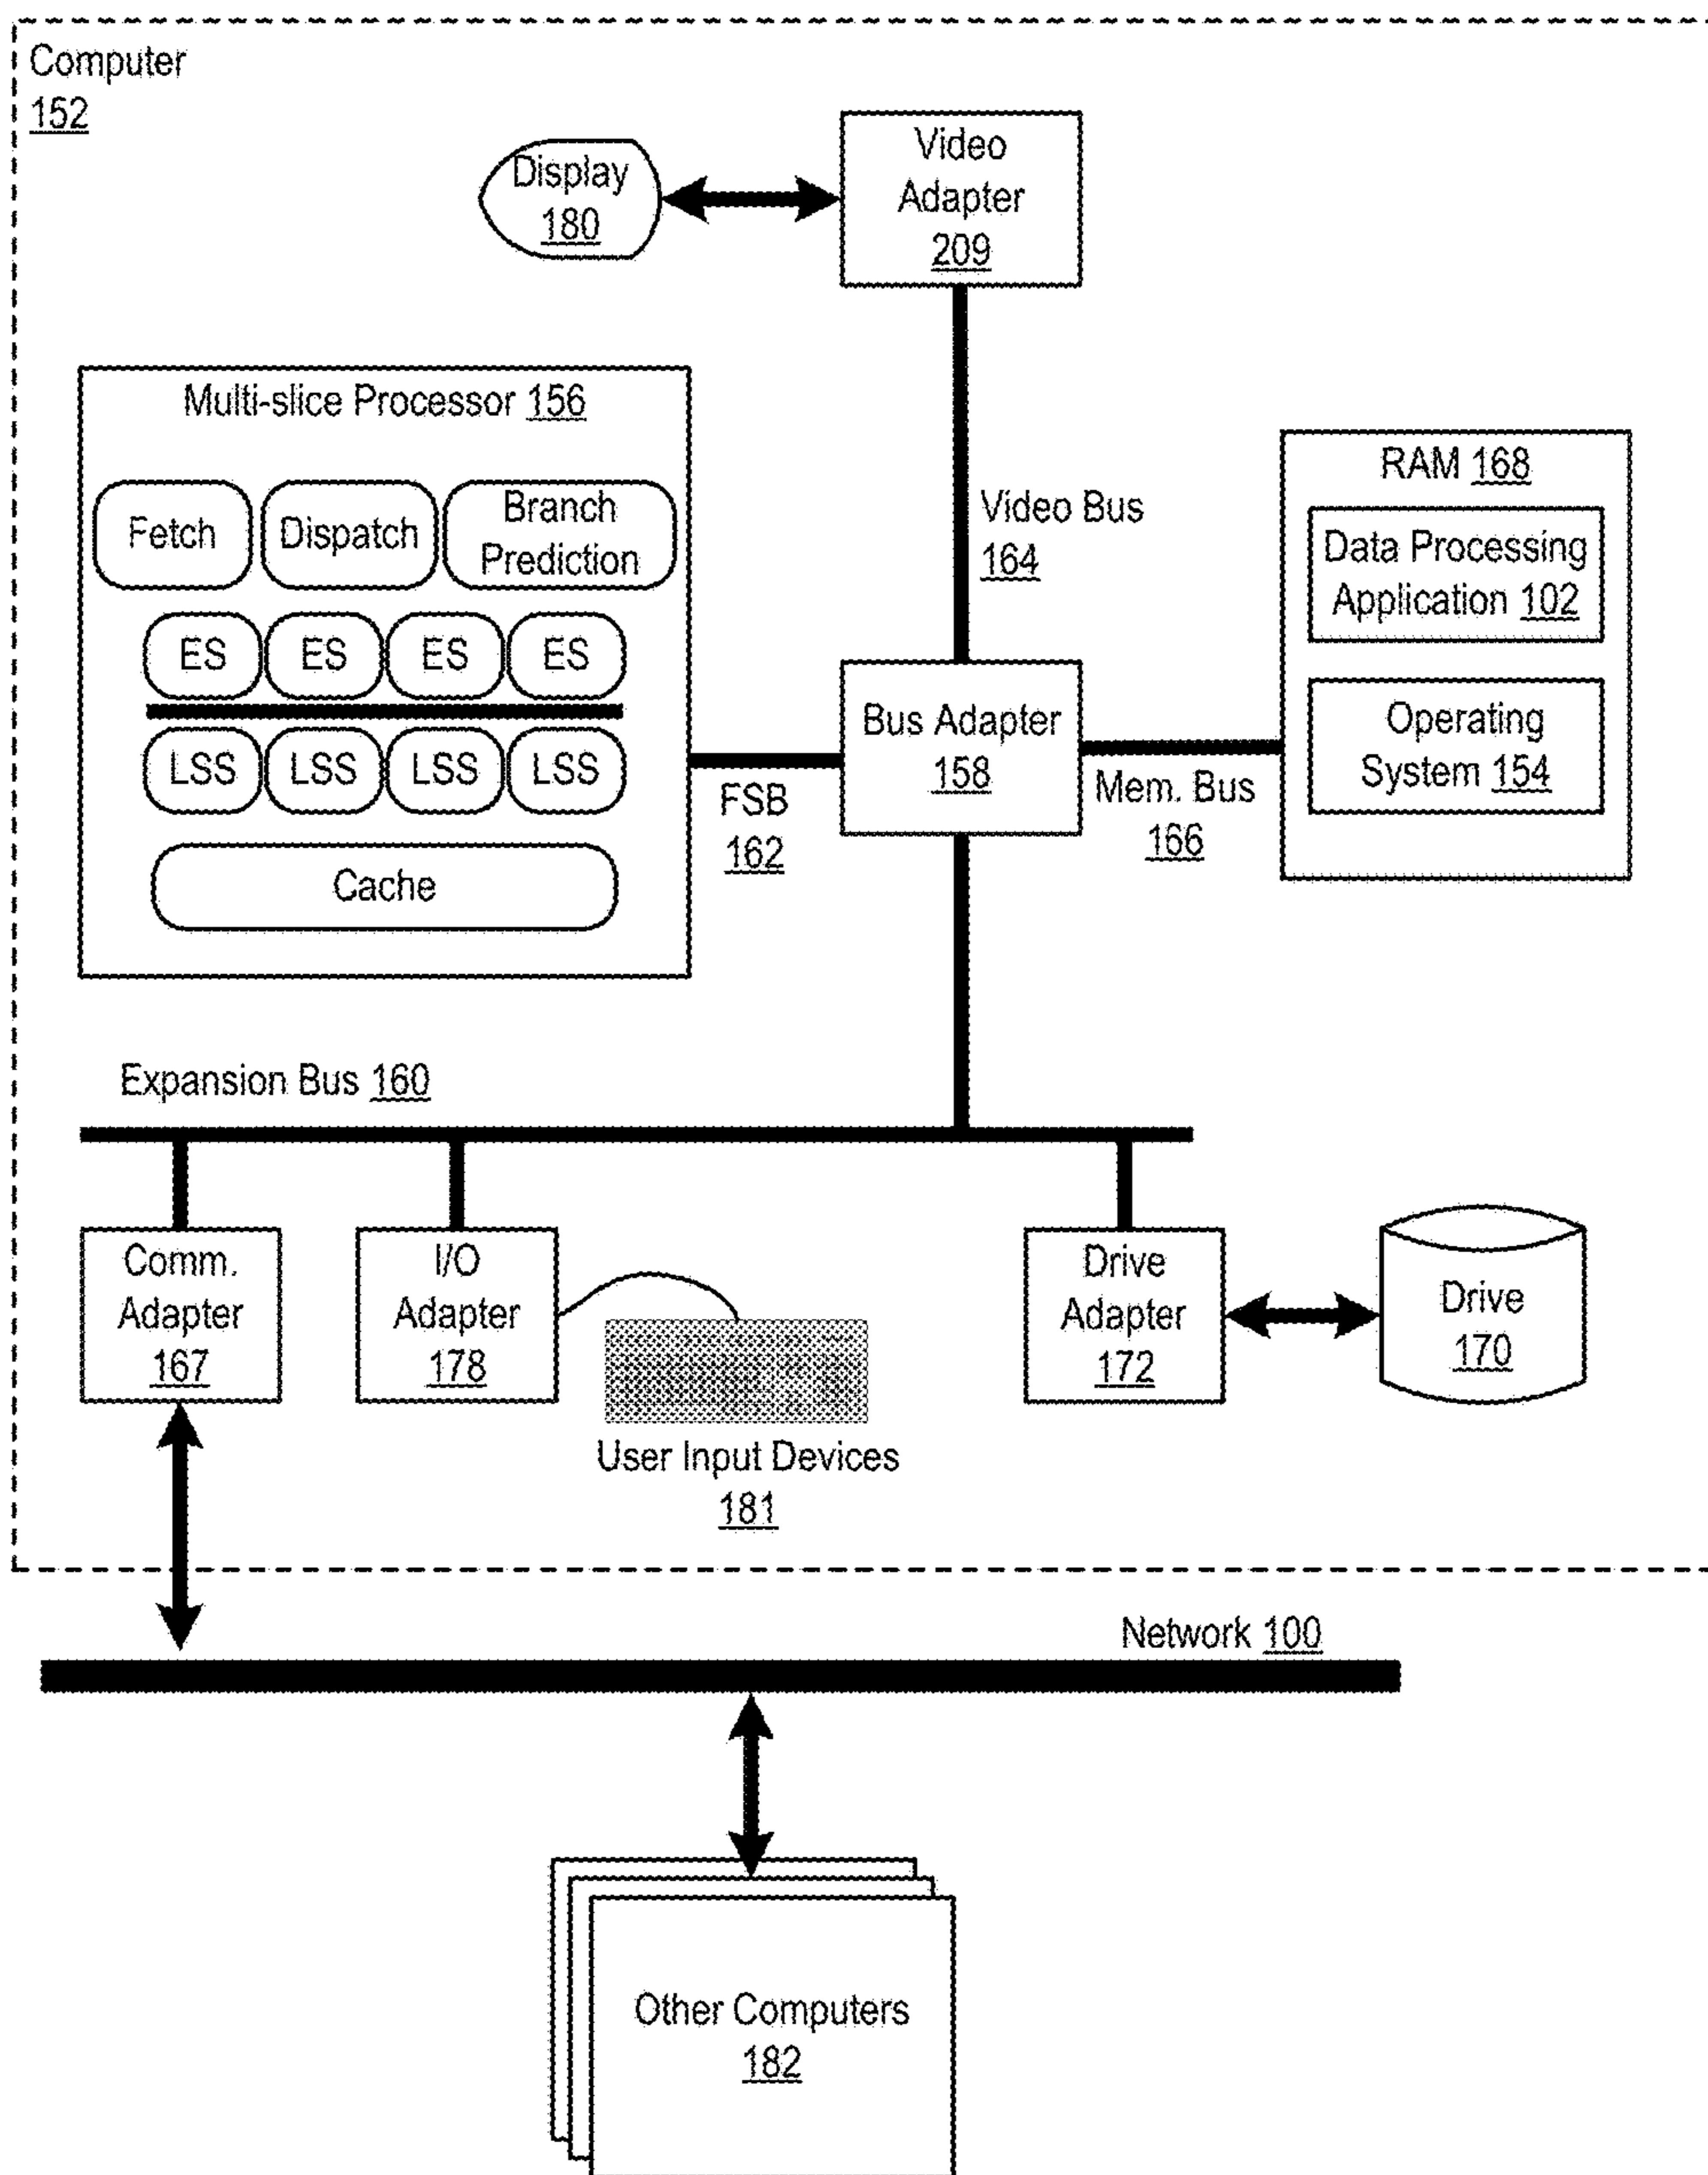 Computer
152
Display
180
Video
Adapter
209
Multi-slice Processor 156
Fetch
Dispatch
Branch
Prediction
ES
ES
ES
ES
LSS
LSS
LSS
LSS
Cache
FSB
162
Video Bus
164
Bus Adapter
158
Mem. Bus
166
RAM 168
Data Processing
Application 102
Operating
System 154
Expansion Bus 160
Comm.
Adapter
167
I/O
Adapter
178
User Input Devices
181
Drive
Adapter
172
Drive
170
Network 100
Other Computers
182